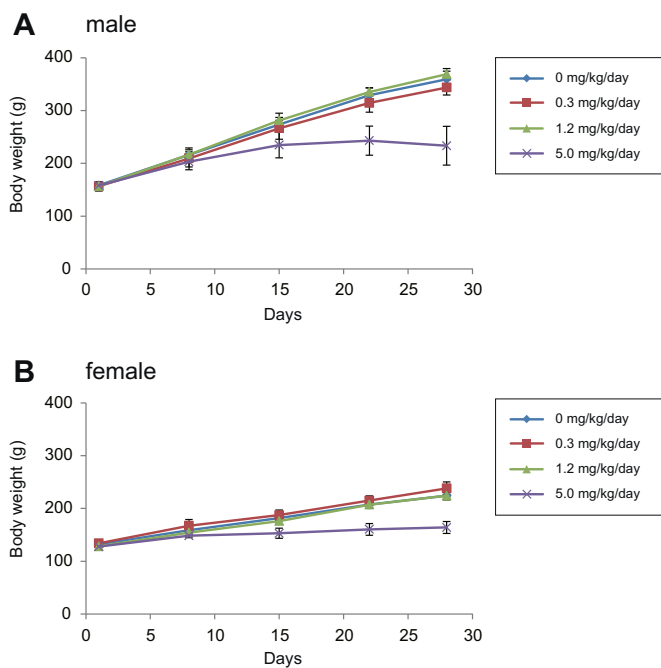 A male
400
300
200
100
0
Body weight (g)
0 5 10 15 20 25 30
Days
0 mg/kg/day
0.3 mg/kg/day
1.2 mg/kg/day
5.0 mg/kg/day
B female
400
300
200
100
0
Body weight (g)
0 5 10 15 20 25 30
Days
0 mg/kg/day
0.3 mg/kg/day
1.2 mg/kg/day
5.0 mg/kg/day